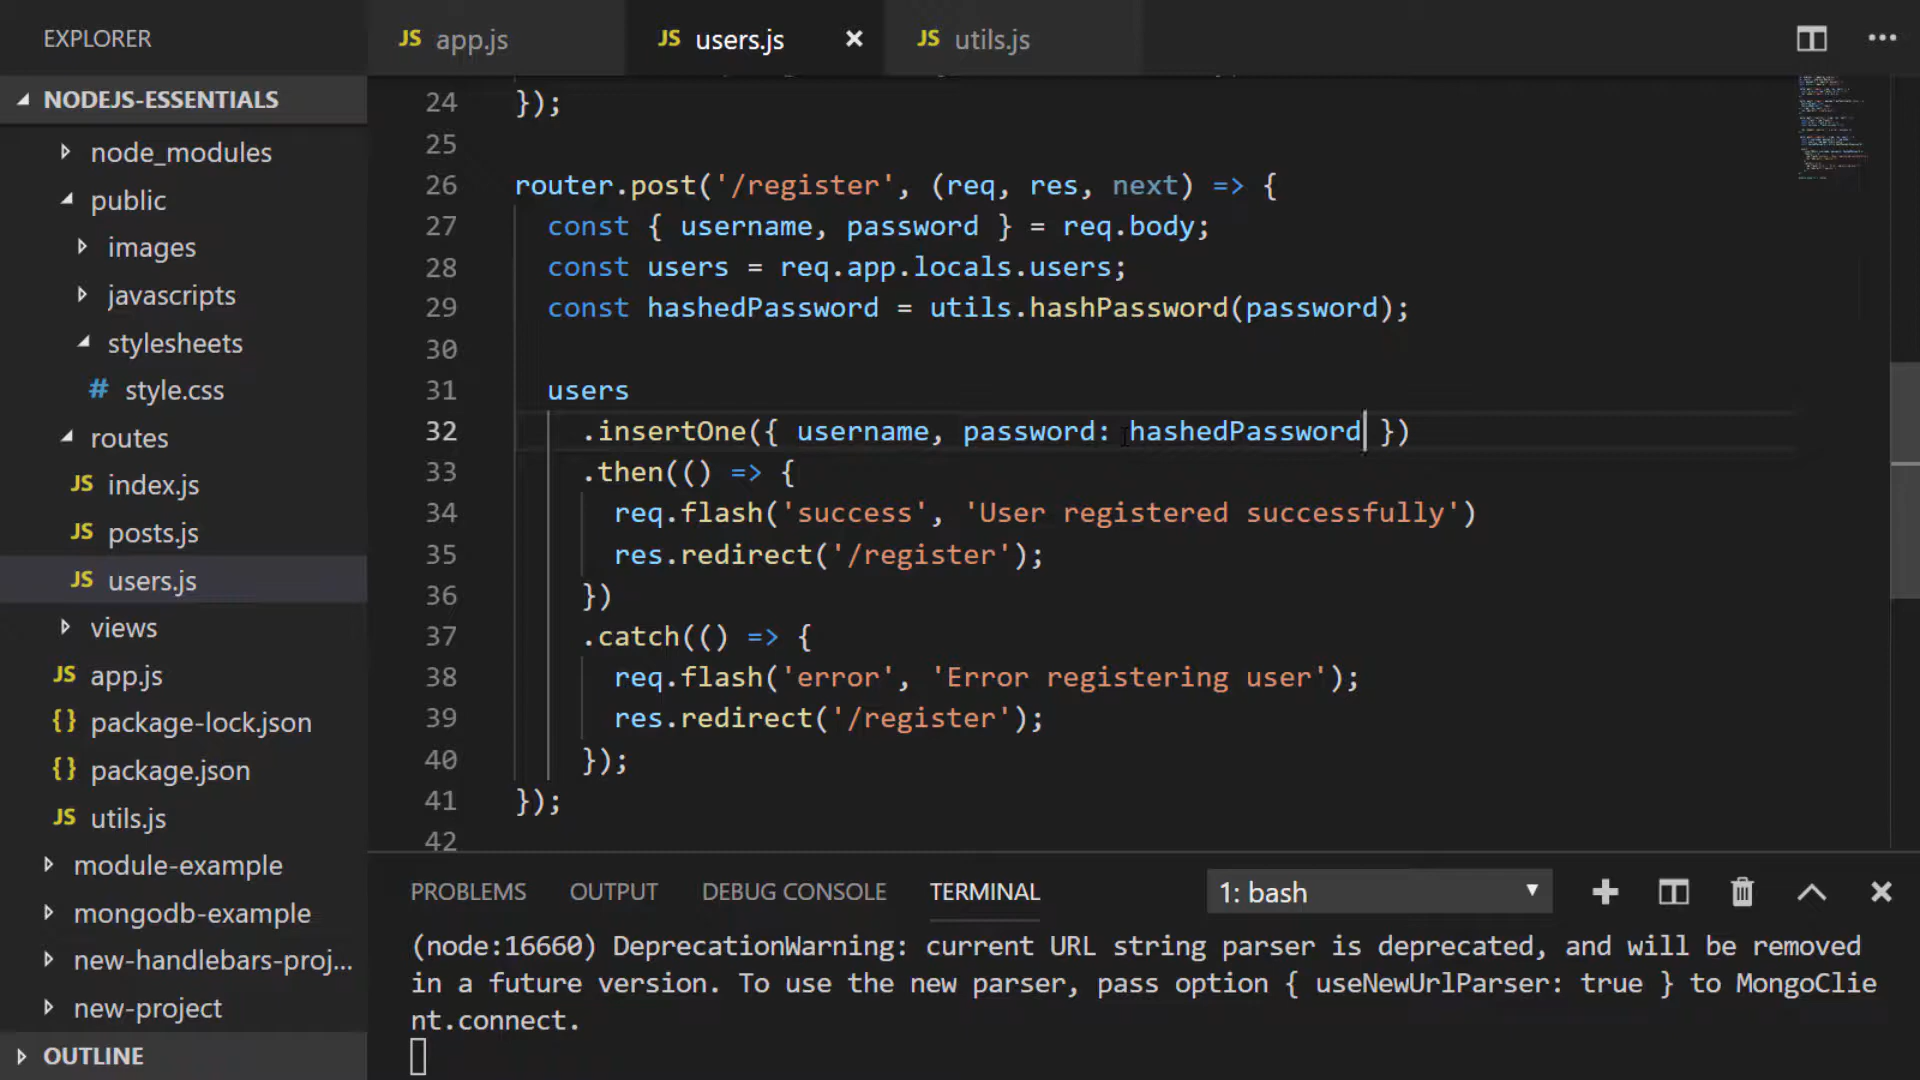 EXPLORER
NODEJS-ESSENTIALS
node_modules
public
images
javascripts
stylesheets
# style.css
routes
JS index.js
JS posts.js
JS users.js
views
JS app.js
{} package-lock.json
{} package.json
JS utils.js
module-example
mongodb-example
new-handlebars-proj...
new-project
OUTLINE
JS app.js
JS users.js
JS utils.js
24 });
25
26 router.post('/register', (req, res, next) => {
27 const { username, password } = req.body;
28 const users = req.app.locals.users;
29 const hashedPassword = utils.hashPassword(password);
30
31 users
32 .insertOne({ username, password: hashedPassword })
33 .then(() => {
34 req.flash('success', 'User registered successfully')
35 res.redirect('/register');
36 })
37 .catch(() => {
38 req.flash('error', 'Error registering user');
39 res.redirect('/register');
40 });
41 });
42
PROBLEMS OUTPUT DEBUG CONSOLE TERMINAL 1: bash
(node:16660) DeprecationWarning: current URL string parser is deprecated, and will be removed
in a future version. To use the new parser, pass option { useNewUrlParser: true } to MongoClie
nt.connect.